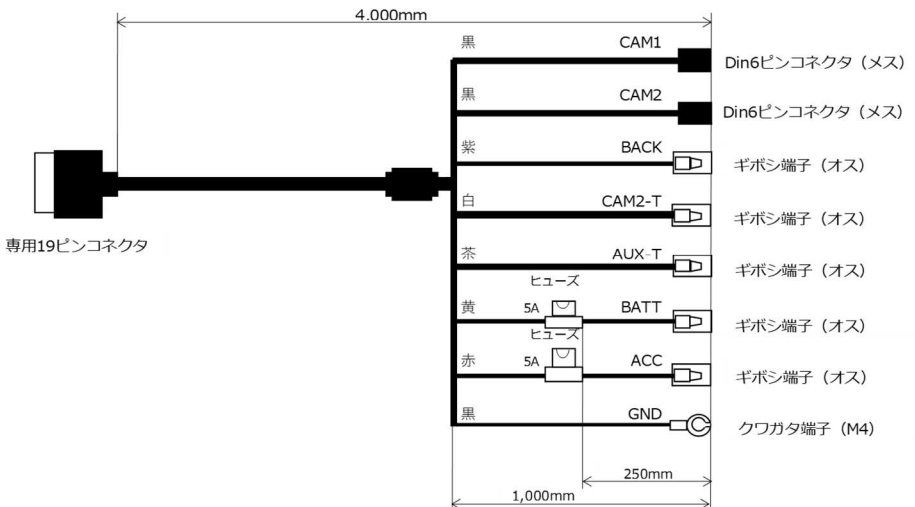 4.000mm
黒
CAM1
Din6ピンコネクタ（メス）
黒
CAM2
Din6ピンコネクタ（メス）
紫
BACK
ギボシ端子（オス）
白
CAM2-T
ギボシ端子（オス）
専用19ピンコネクタ
茶
AUX-T
ギボシ端子（オス）
ヒューズ
黄
5A
BATT
ギボシ端子（オス）
ヒューズ
赤
5A
ACC
ギボシ端子（オス）
黒
GND
クワガタ端子（M4）
250mm
1,000mm